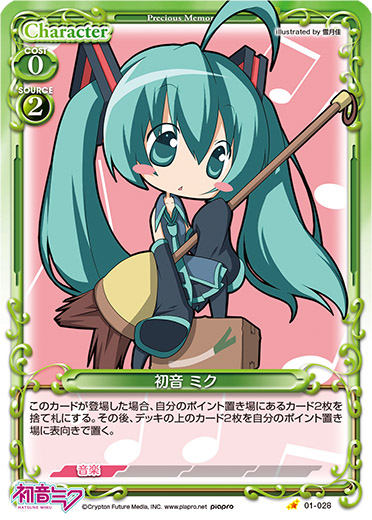 Precious Memo
Character
illustrated by 雪月佳
COST
0
SOURCE
2
初音 ミク
このカードが登場した場合、自分のポイント置き場にあるカード2枚を
捨て札にする。その後、デッキの上のカード2枚を自分のポイント置き
場に表向きで置く。
音楽
初音ミク
HATSUNE MIKU
©Crypton Future Media, INC. www.piapro.net piapro
01-026